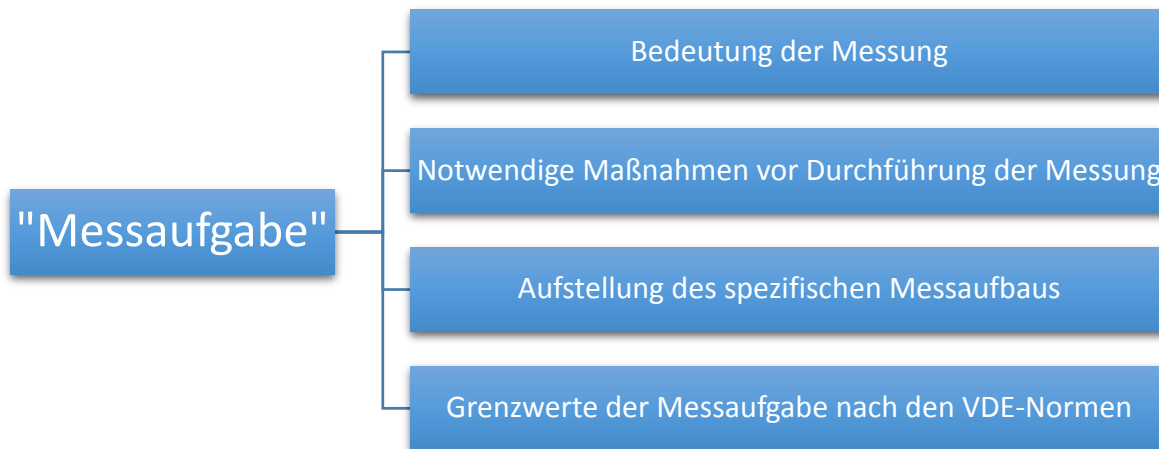 Bedeutung der Messung
Notwendige Maßnahmen vor Durchführung der Messung
"Messaufgabe"
Aufstellung des spezifischen Messaufbaus
Grenzwerte der Messaufgabe nach den VDE-Normen